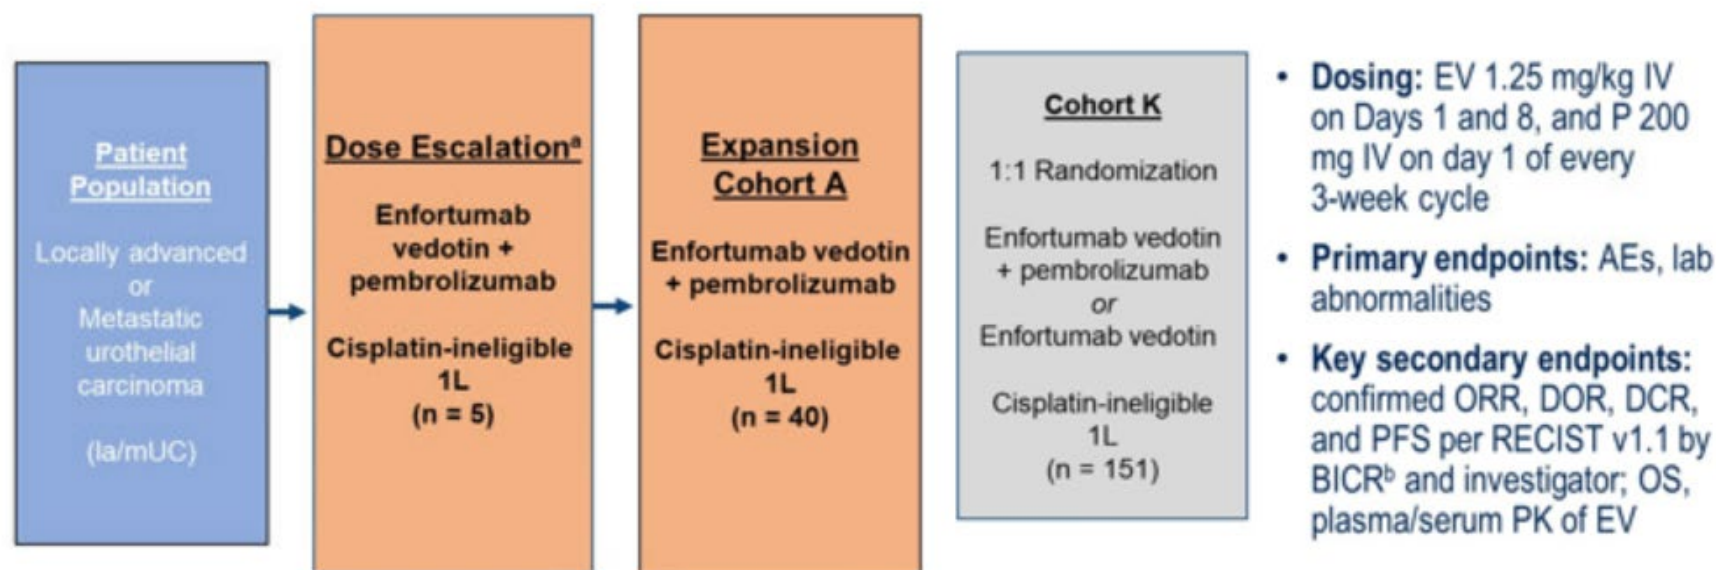 Patient
Population
Locally advanced
or
Metastatic
urothelial
carcinoma
(la/mUC)
Dose Escalationᵃ
Enfortumab
vedotin +
pembrolizumab
Cisplatin-ineligible
1L
(n = 5)
Expansion
Cohort A
Enfortumab vedotin
+ pembrolizumab
Cisplatin-ineligible
1L
(n = 40)
Cohort K
1:1 Randomization
Enfortumab vedotin
+ pembrolizumab
or
Enfortumab vedotin
Cisplatin-ineligible
1L
(n = 151)
• Dosing: EV 1.25 mg/kg IV
on Days 1 and 8, and P 200
mg IV on day 1 of every
3-week cycle
• Primary endpoints: AEs, lab
abnormalities
• Key secondary endpoints:
confirmed ORR, DOR, DCR,
and PFS per RECIST v1.1 by
BICRᵇ and investigator; OS,
plasma/serum PK of EV